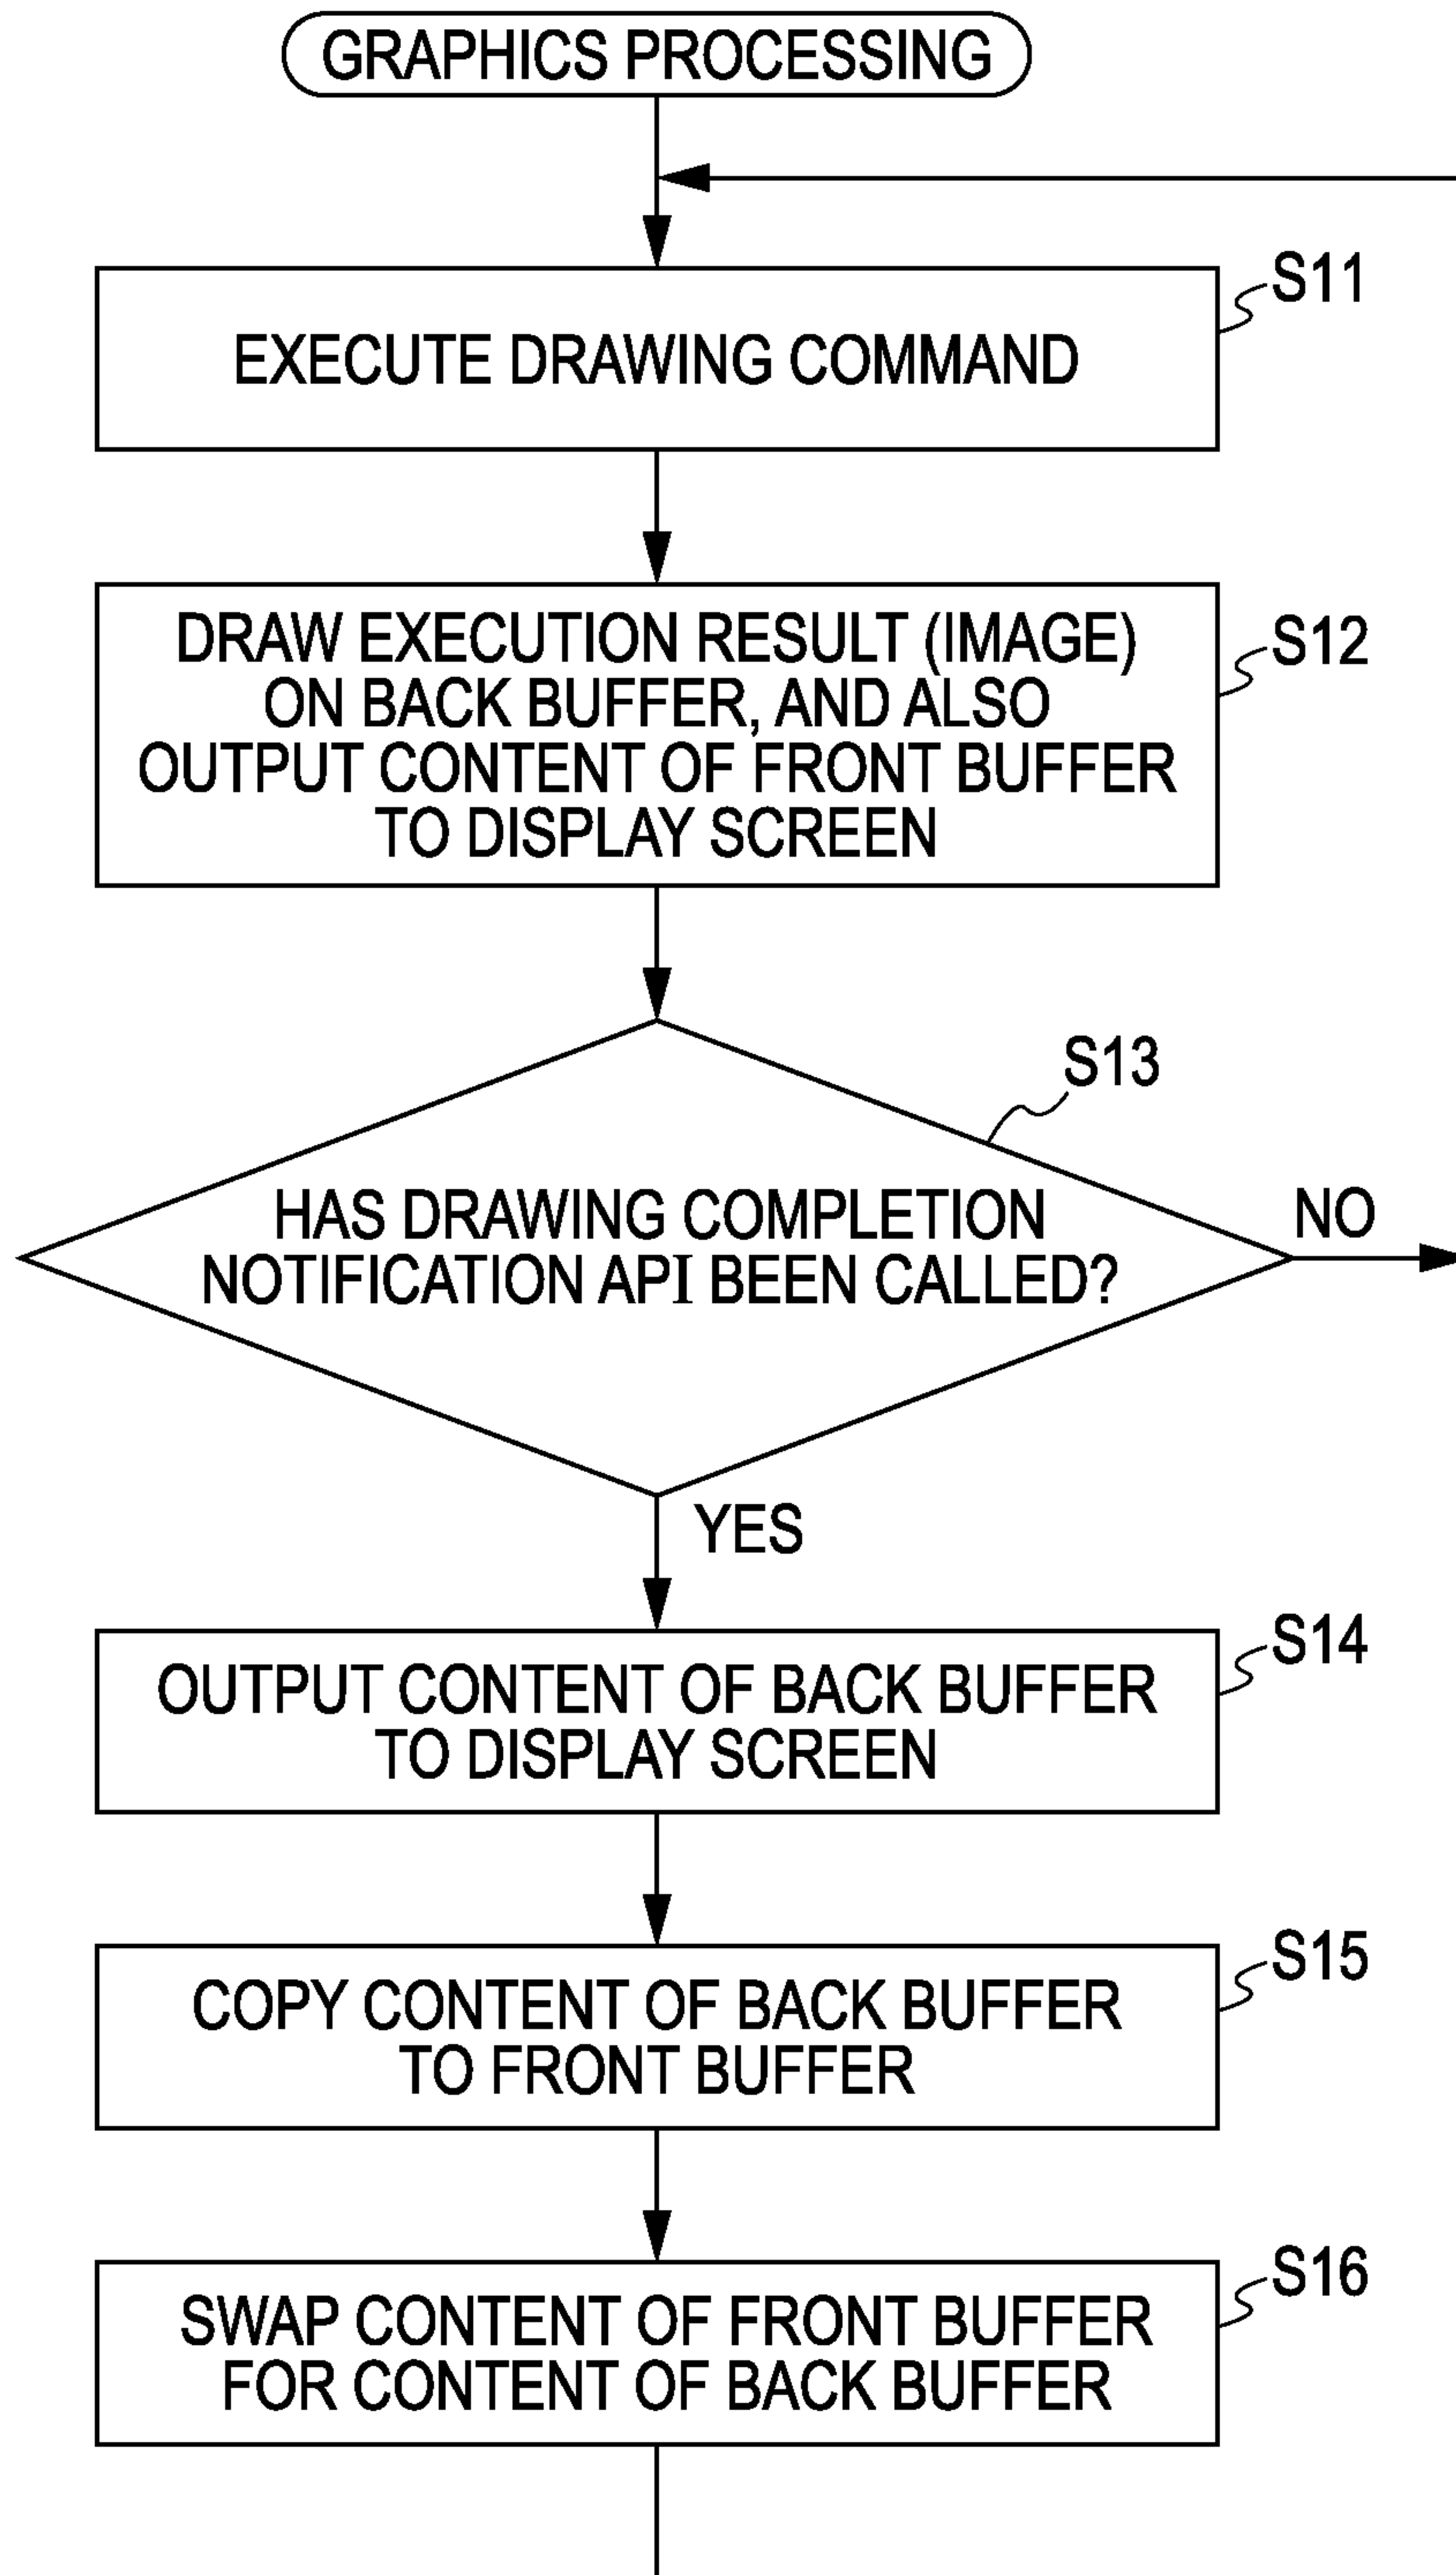 GRAPHICS PROCESSING
S11
EXECUTE DRAWING COMMAND
S12
DRAW EXECUTION RESULT (IMAGE)
ON BACK BUFFER, AND ALSO
OUTPUT CONTENT OF FRONT BUFFER
TO DISPLAY SCREEN
S13
HAS DRAWING COMPLETION
NOTIFICATION API BEEN CALLED?
NO
YES
S14
OUTPUT CONTENT OF BACK BUFFER
TO DISPLAY SCREEN
S15
COPY CONTENT OF BACK BUFFER
TO FRONT BUFFER
S16
SWAP CONTENT OF FRONT BUFFER
FOR CONTENT OF BACK BUFFER